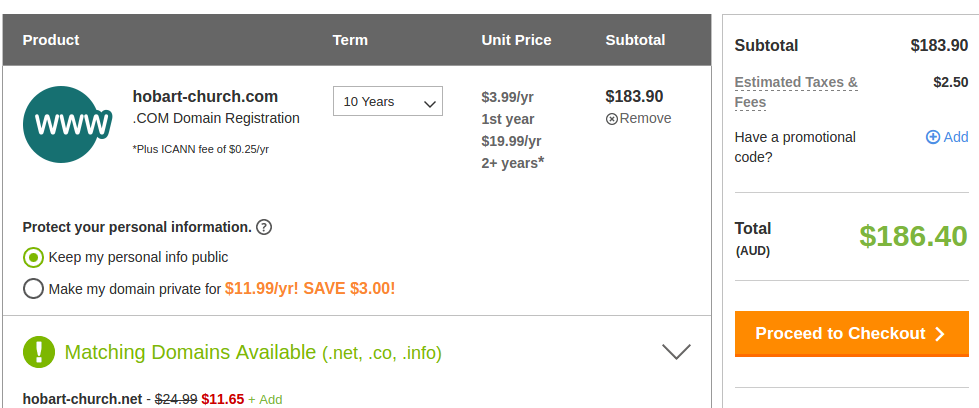 Product Term Unit Price Subtotal
www
hobart-church.com
.COM Domain Registration
*Plus ICANN fee of $0.25/yr
10 Years
$3.99/yr
1st year
$19.99/yr
2+ years*
$183.90
Remove
Protect your personal information. ?
Keep my personal info public
Make my domain private for $11.99/yr! SAVE $3.00!
! Matching Domains Available (.net, .co, .info)
hobart-church.net - $24.99 $11.65 + Add
Subtotal $183.90
Estimated Taxes & $2.50
Fees
Have a promotional Add
code?
Total $186.40
(AUD)
Proceed to Checkout